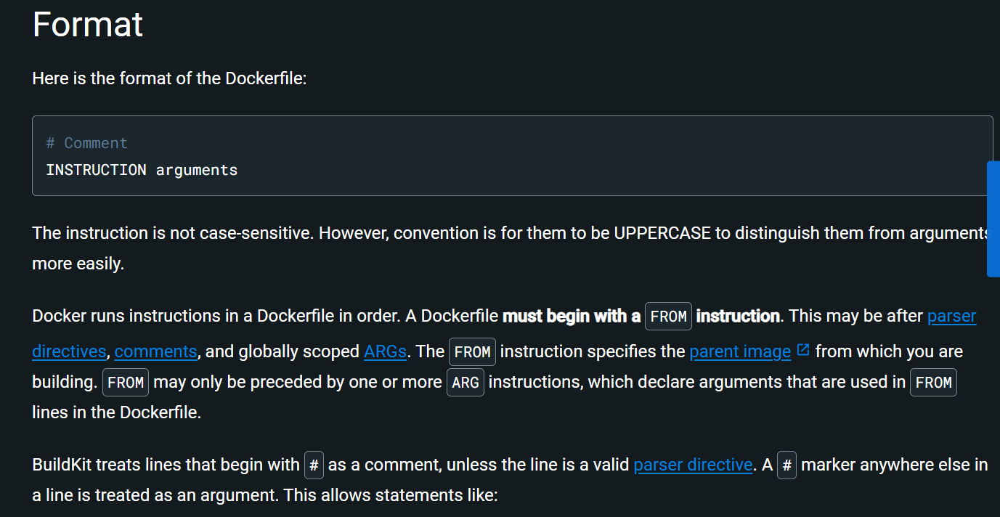 Format
Here is the format of the Dockerfile:
# Comment
INSTRUCTION arguments
The instruction is not case-sensitive. However, convention is for them to be UPPERCASE to distinguish them from arguments
more easily.
Docker runs instructions in a Dockerfile in order. A Dockerfile must begin with a FROM instruction. This may be after parser
directives, comments, and globally scoped ARGs. The FROM instruction specifies the parent image from which you are
building. FROM may only be preceded by one or more ARG instructions, which declare arguments that are used in FROM
lines in the Dockerfile.
BuildKit treats lines that begin with # as a comment, unless the line is a valid parser directive. A # marker anywhere else in
a line is treated as an argument. This allows statements like: